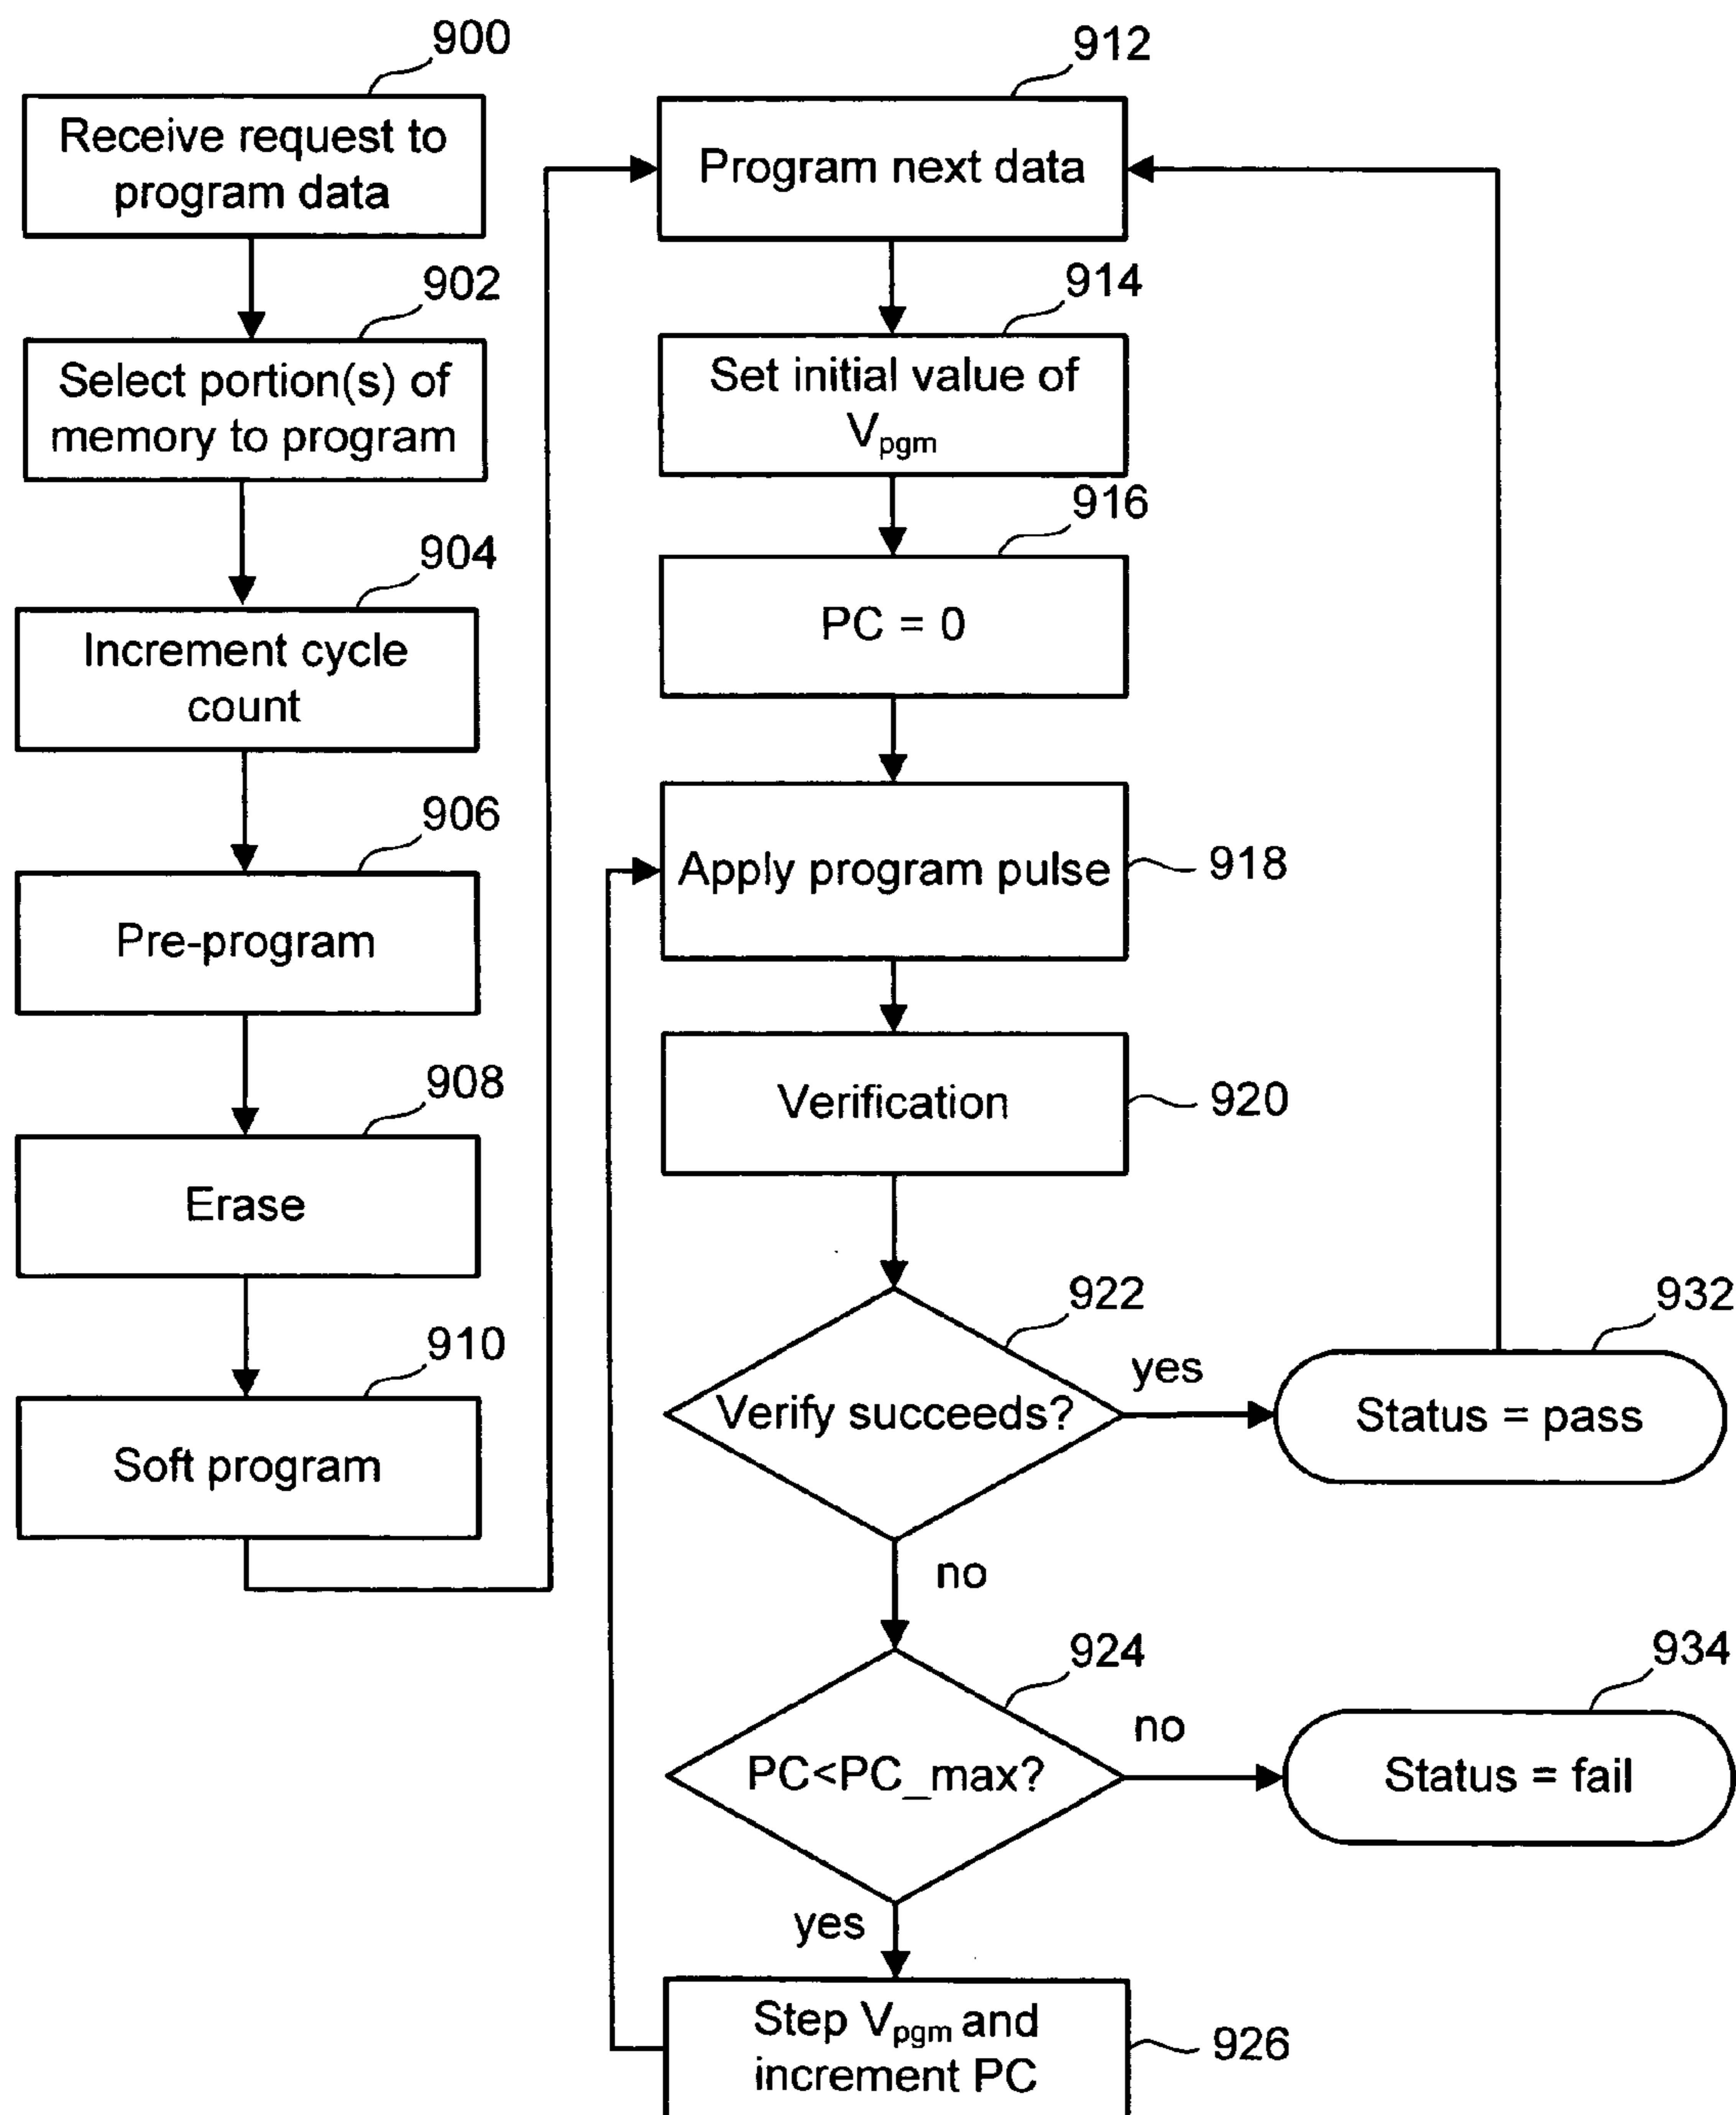 900
Receive request to
program data
902
Select portion(s) of
memory to program
904
Increment cycle
count
906
Pre-program
908
Erase
910
Soft program
912
Program next data
914
Set initial value of
Vpgm
916
PC = 0
Apply program pulse
918
Verification
920
922
Verify succeeds?
yes
932
Status = pass
no
924
PC<PC_max?
no
934
Status = fail
yes
Step Vpgm and
increment PC
926